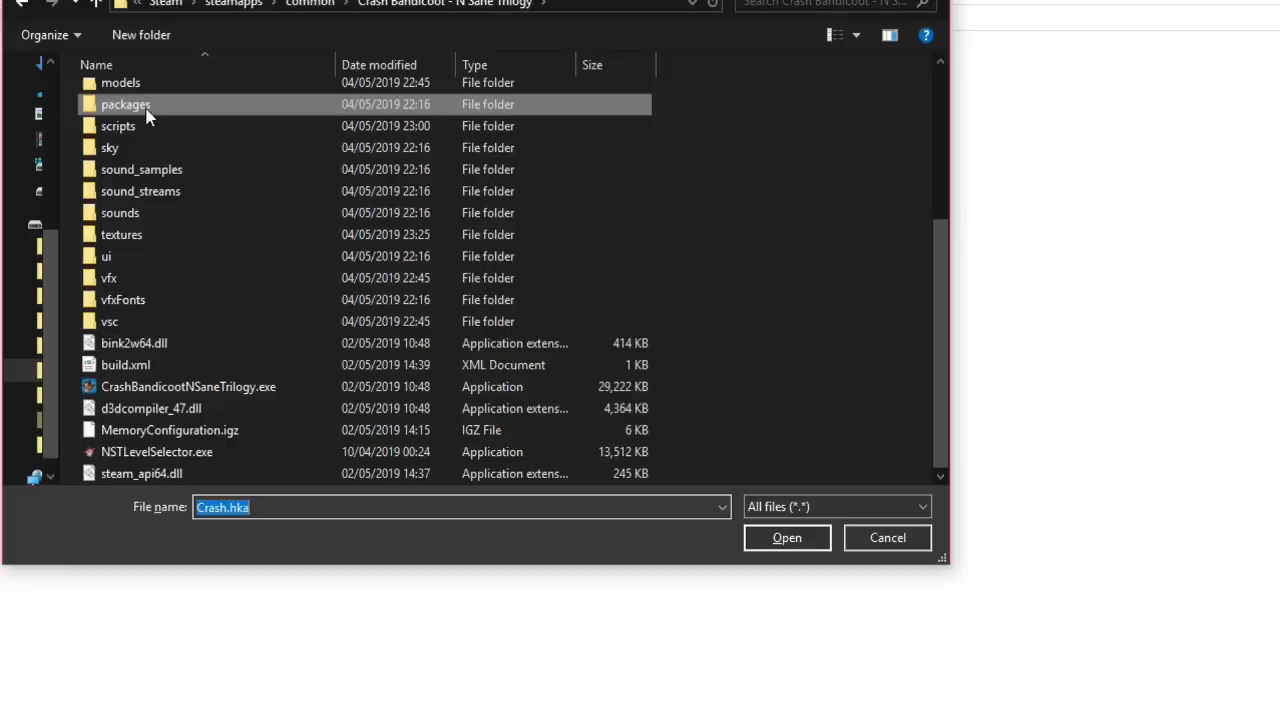 « Steam > steamapps > common > Crash Bandicoot - N Sane Trilogy > Search Crash Bandicoot - N S...
Organize New folder ?
Name Date modified Type Size
models 04/05/2019 22:45 File folder
packages 04/05/2019 22:16 File folder
scripts 04/05/2019 23:00 File folder
sky 04/05/2019 22:16 File folder
sound_samples 04/05/2019 22:16 File folder
sound_streams 04/05/2019 22:16 File folder
sounds 04/05/2019 22:16 File folder
textures 04/05/2019 23:25 File folder
ui 04/05/2019 22:16 File folder
vfx 04/05/2019 22:45 File folder
vfxFonts 04/05/2019 22:16 File folder
vsc 04/05/2019 22:45 File folder
bink2w64.dll 02/05/2019 10:48 Application extens... 414 KB
build.xml 02/05/2019 14:39 XML Document 1 KB
CrashBandicootNSaneTrilogy.exe 02/05/2019 10:48 Application 29,222 KB
d3dcompiler_47.dll 02/05/2019 10:48 Application extens... 4,364 KB
MemoryConfiguration.igz 02/05/2019 14:15 IGZ File 6 KB
NSTLevelSelector.exe 10/04/2019 00:24 Application 13,512 KB
steam_api64.dll 02/05/2019 14:37 Application extens... 245 KB
File name: Crash.hka All files (*.*)
Open Cancel